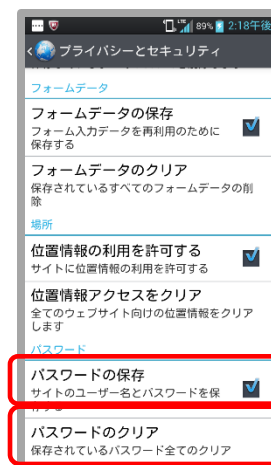 89% 2:18午後
プライバシーとセキュリティ
フォームデータ
フォームデータの保存
フォーム入力データを再利用のために
保存する
フォームデータのクリア
保存されているすべてのフォームデータの削
除
場所
位置情報の利用を許可する
サイトに位置情報の利用を許可する
位置情報アクセスをクリア
全てのウェブサイト向けの位置情報をクリア
します
パスワード
パスワードの保存
サイトのユーザー名とパスワードを保
存する
パスワードのクリア
保存されているパスワード全てのクリア